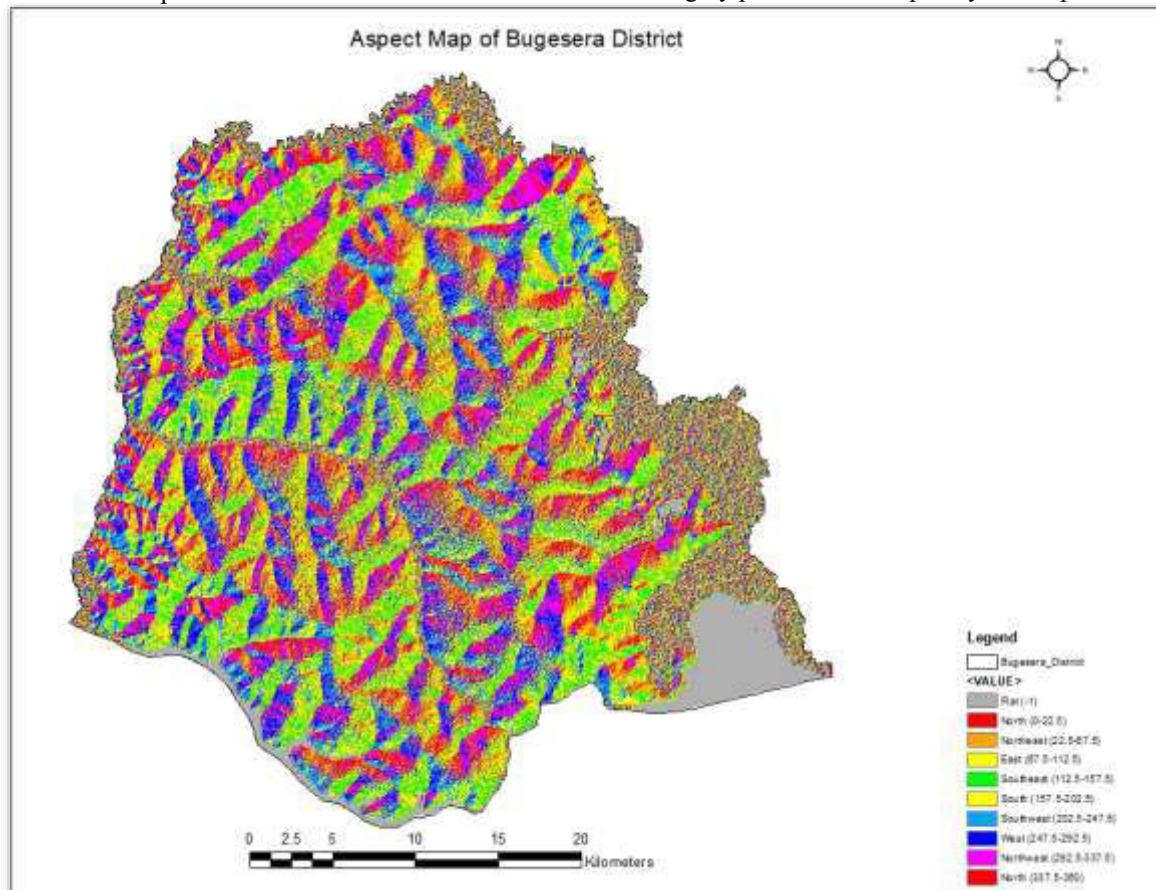 Aspect Map of Bugesera District
0 2.5 5 10 15 20
Kilometers
Legend
Bugesera_District
<VALUE>
Flat (-1)
North (0-22.5)
Northeast (22.5-67.5)
East (67.5-112.5)
Southeast (112.5-157.5)
South (157.5-202.5)
Southwest (202.5-247.5)
West (247.5-292.5)
Northwest (292.5-337.5)
North (337.5-360)